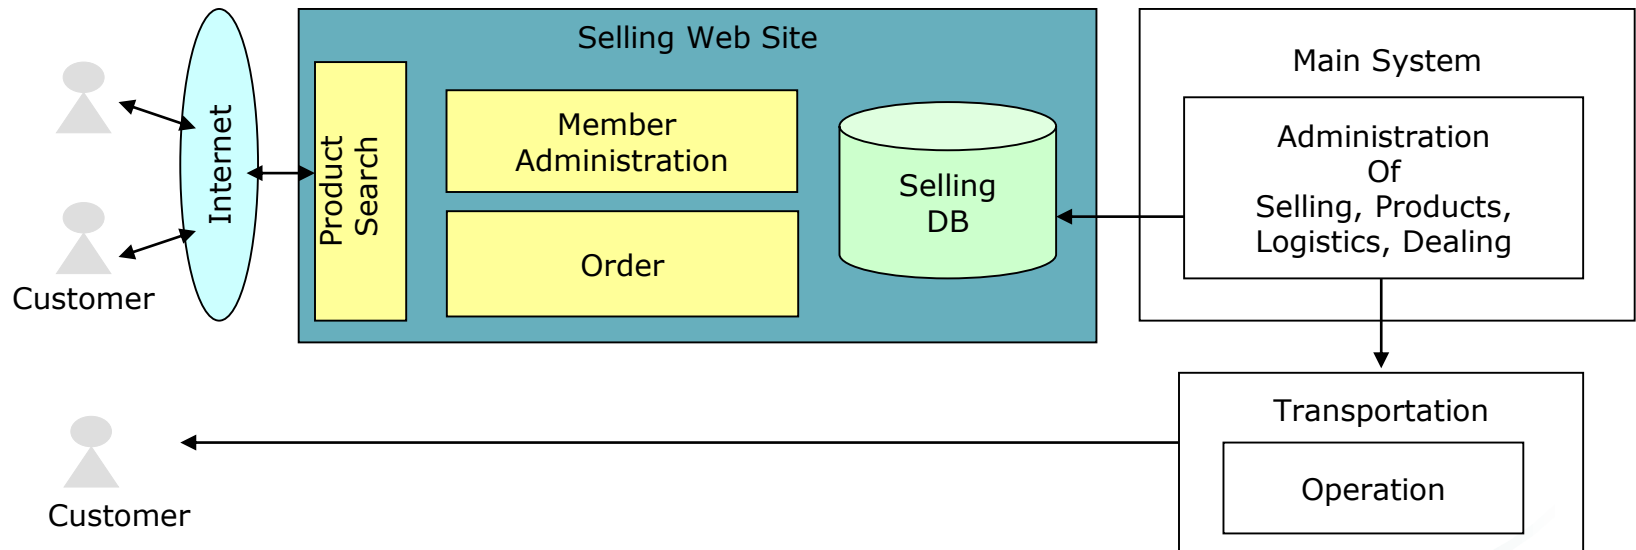 Selling Web Site
Internet
Product
Search
Member
Administration
Order
Selling
DB
Main System
Administration
Of
Selling, Products,
Logistics, Dealing
Customer
Transportation
Operation
Customer